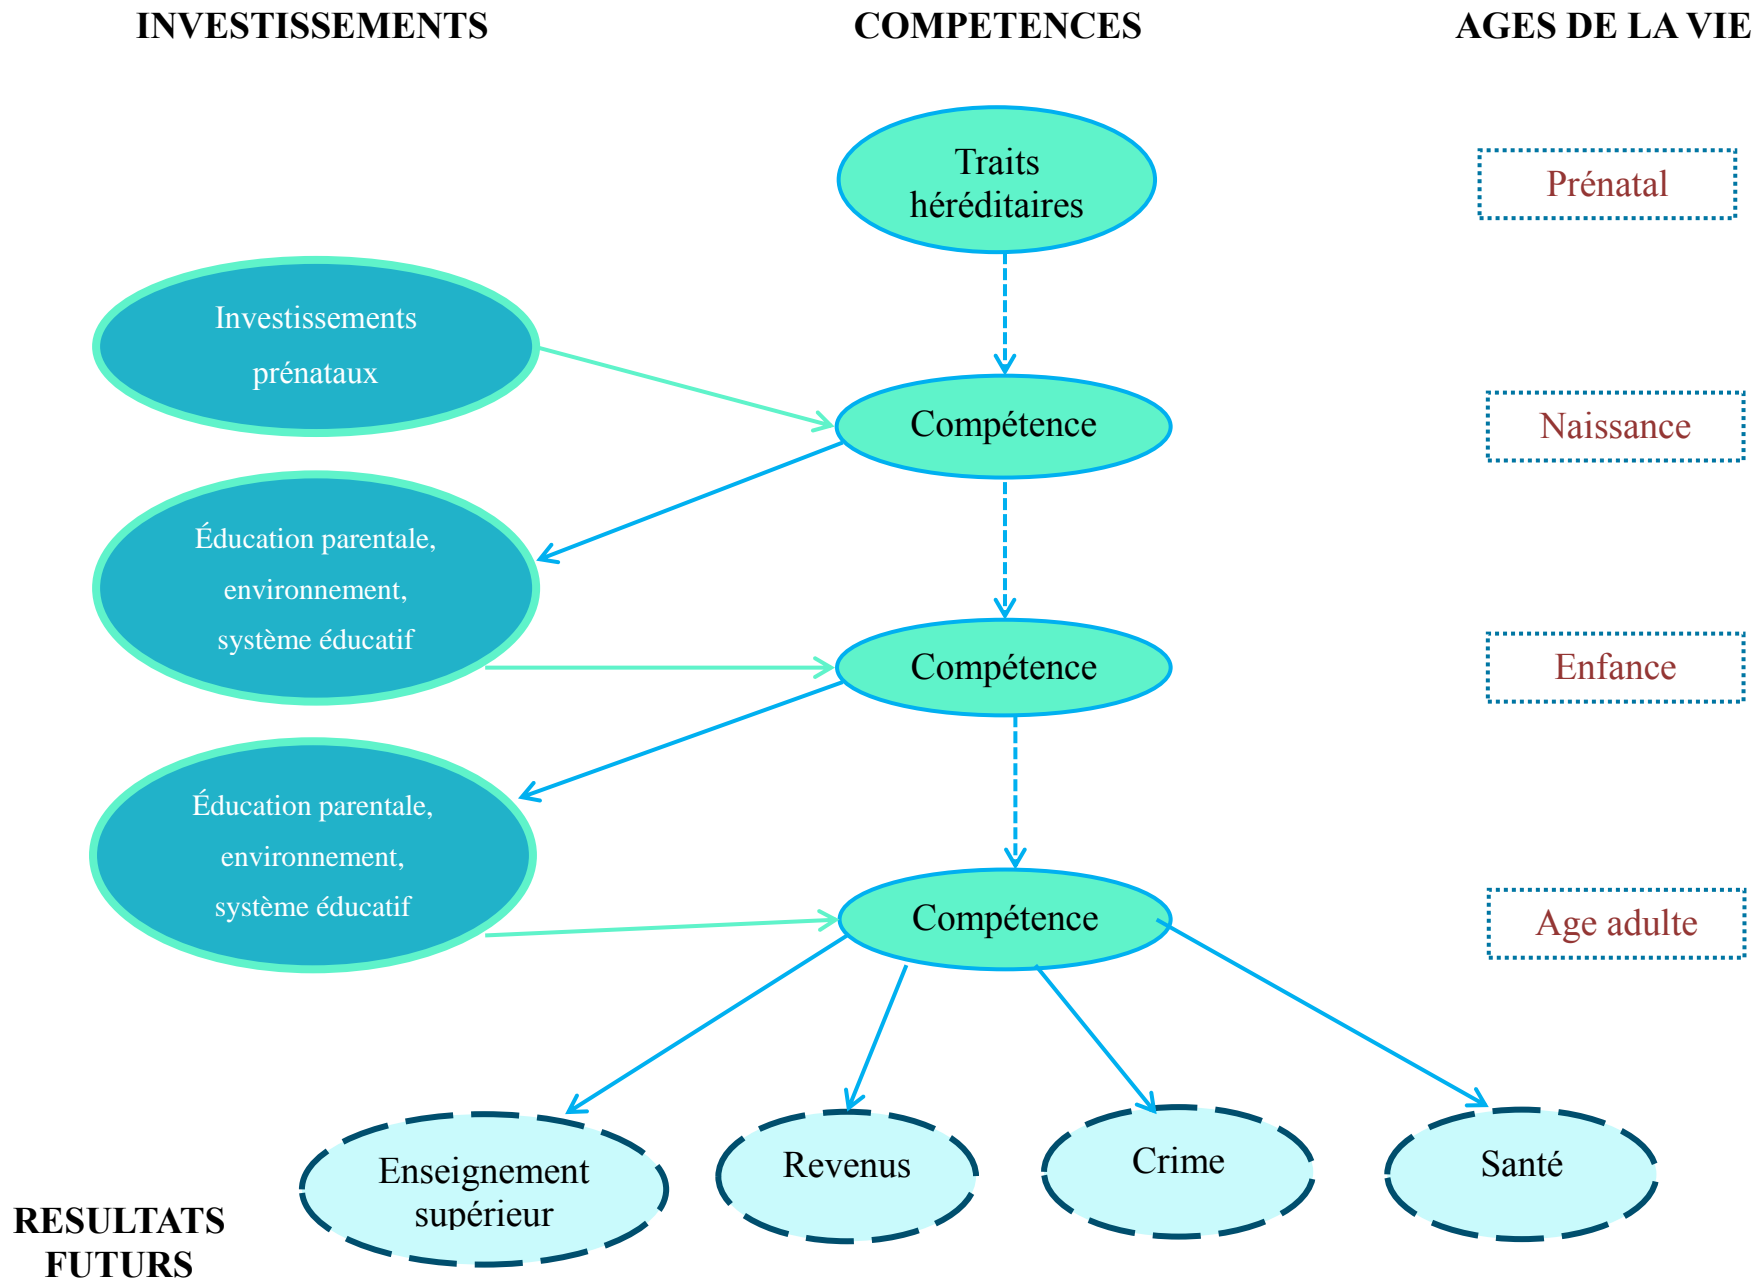 INVESTISSEMENTS
COMPETENCES
AGES DE LA VIE
Traits
héréditaires
Prénatal
Investissements
prénataux
Compétence
Naissance
Éducation parentale,
environnement,
système éducatif
Compétence
Enfance
Éducation parentale,
environnement,
système éducatif
Compétence
Age adulte
Enseignement
supérieur
Revenus
Crime
Santé
RESULTATS
FUTURS